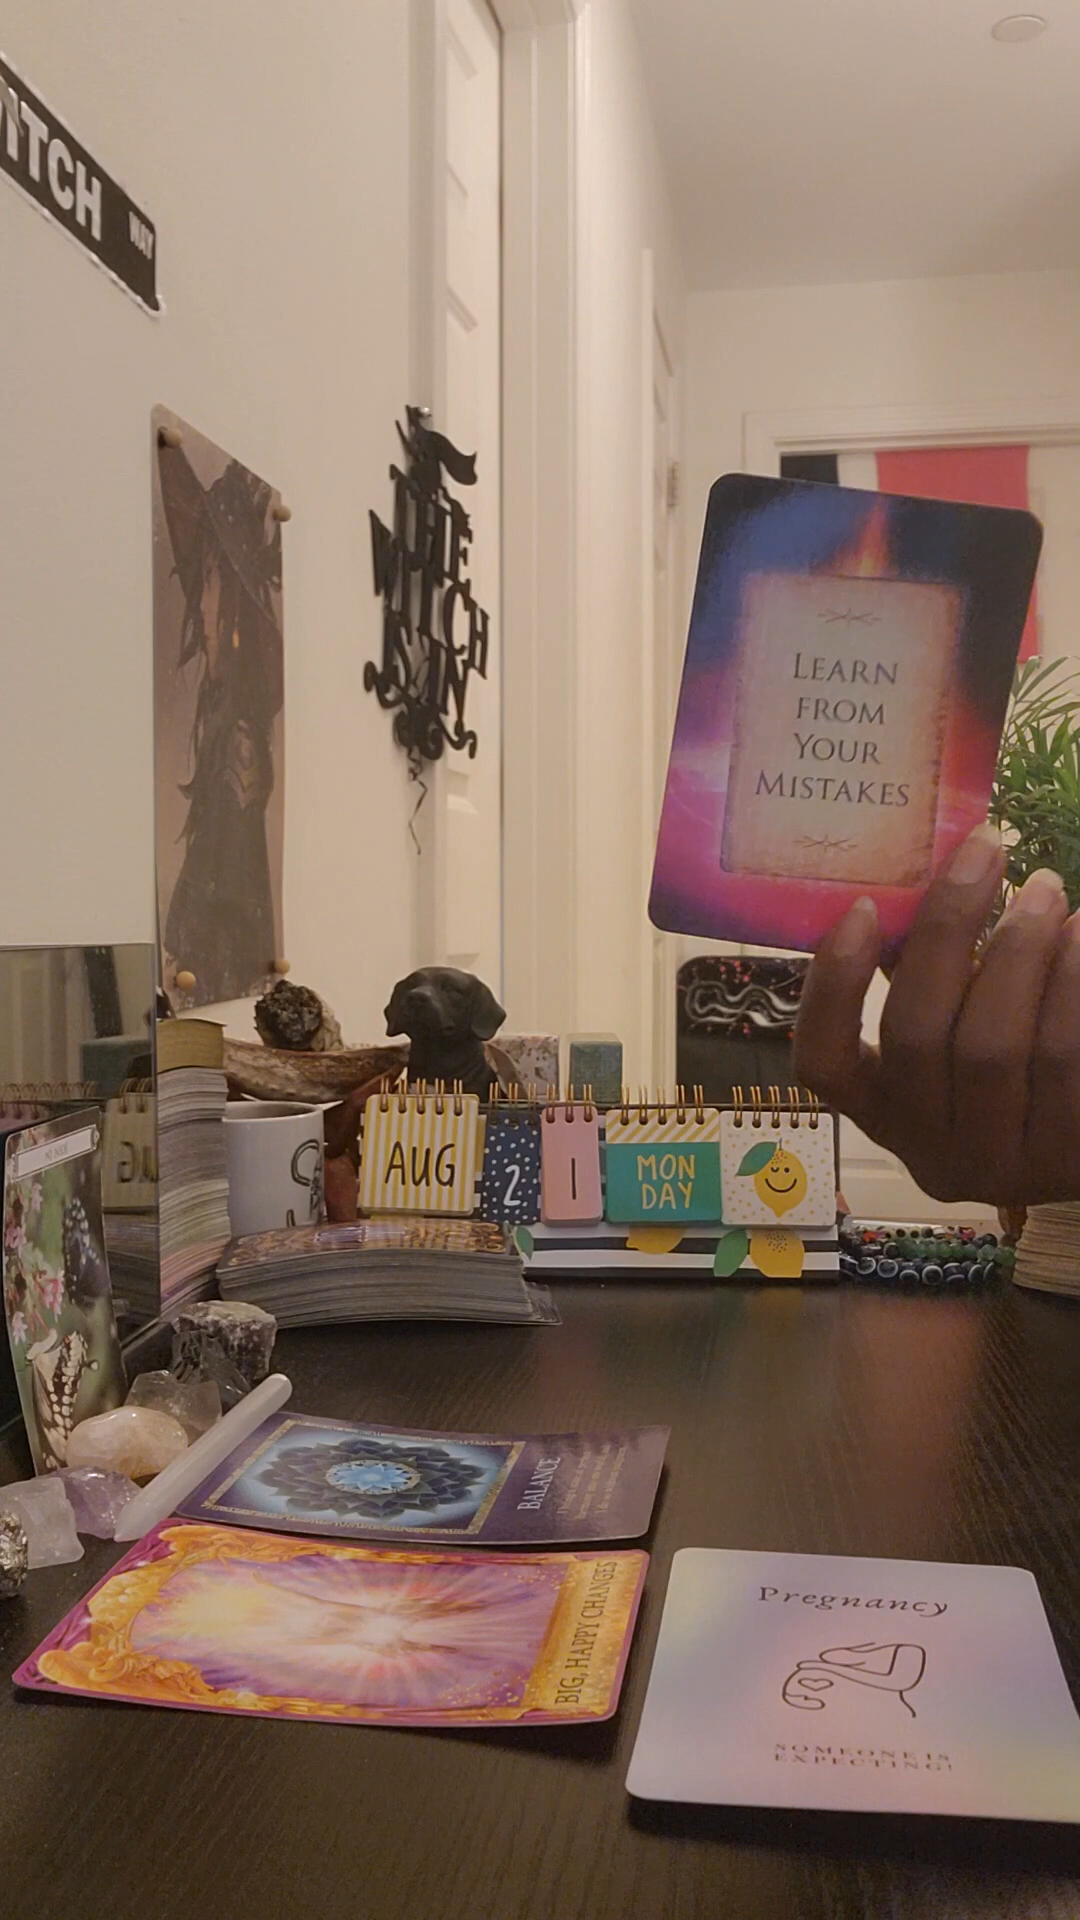 WITCH
WAY
THE
WITCH
IS IN
LEARN
FROM
YOUR
MISTAKES
AUG
2
1
MON
DAY
BALANCE
BIG, HAPPY CHANGES
Pregnancy
SOMEONE IS
EXPECTING!